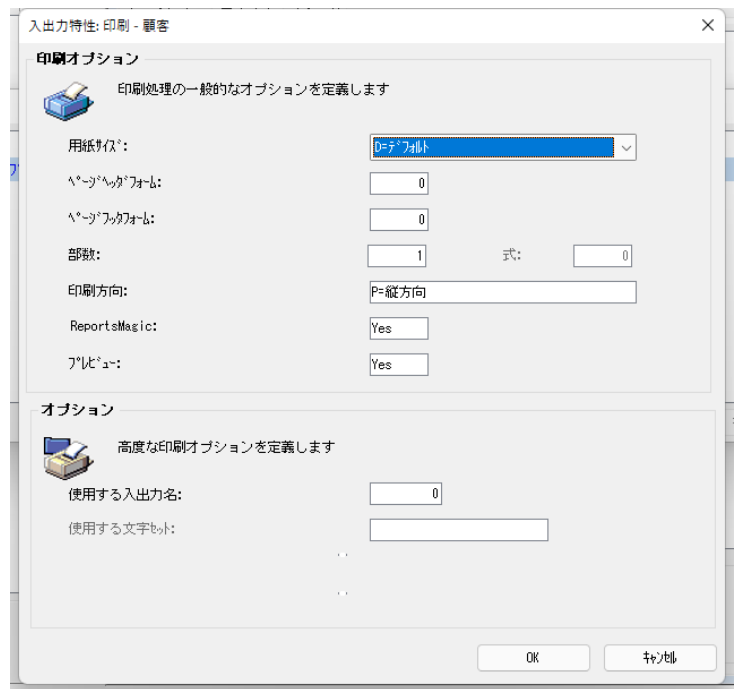 入出力特性: 印刷 - 顧客
印刷オプション
印刷処理の一般的なオプションを定義します
用紙ｻｲｽﾞ: D=ﾃﾞﾌｫﾙﾄ
ﾍﾟｰｼﾞﾍｯﾀﾞﾌｫｰﾑ: 0
ﾍﾟｰｼﾞﾌｯﾀﾌｫｰﾑ: 0
部数: 1 式: 0
印刷方向: P=縦方向
ReportsMagic: Yes
ﾌﾟﾚﾋﾞｭｰ: Yes
オプション
高度な印刷オプションを定義します
使用する入出力名: 0
使用する文字ｾｯﾄ:
OK ｷｬﾝｾﾙ